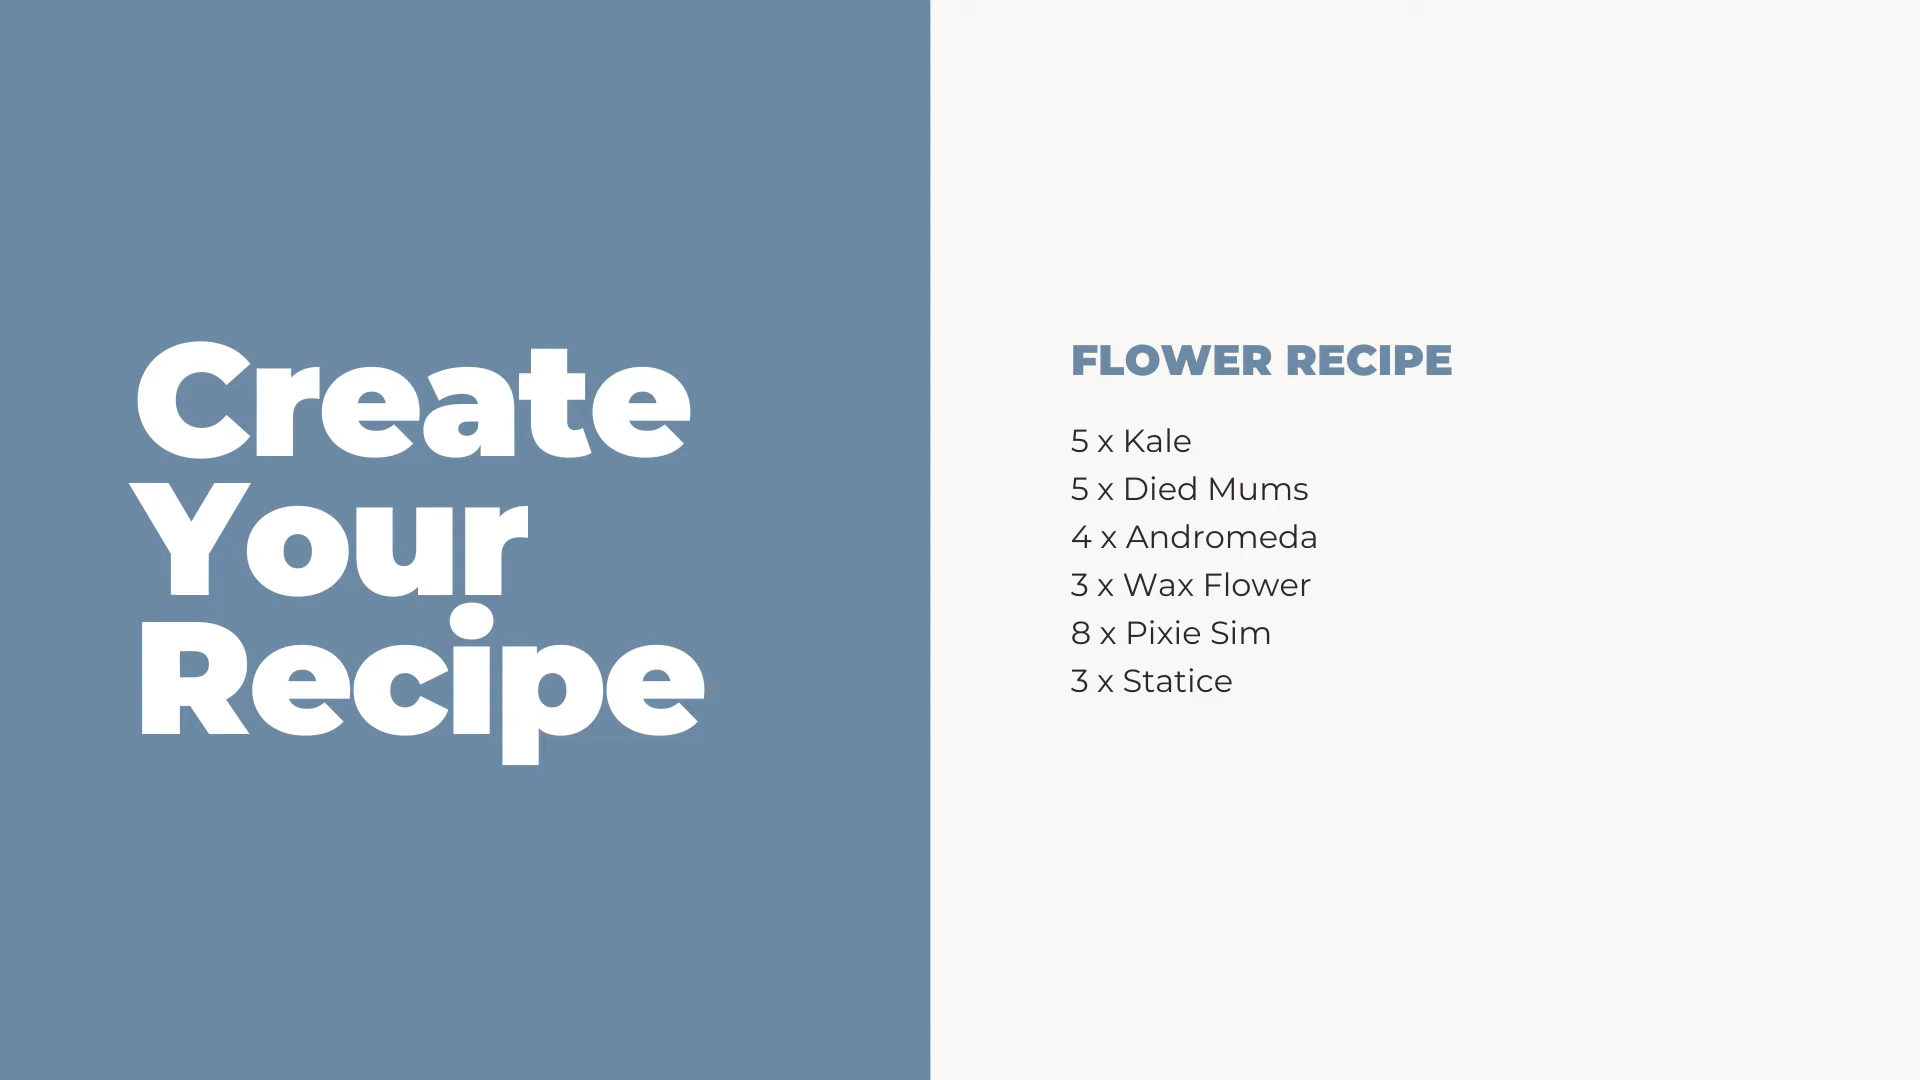 Create
Your
Recipe
FLOWER RECIPE
5 x Kale
5 x Died Mums
4 x Andromeda
3 x Wax Flower
8 x Pixie Sim
3 x Statice